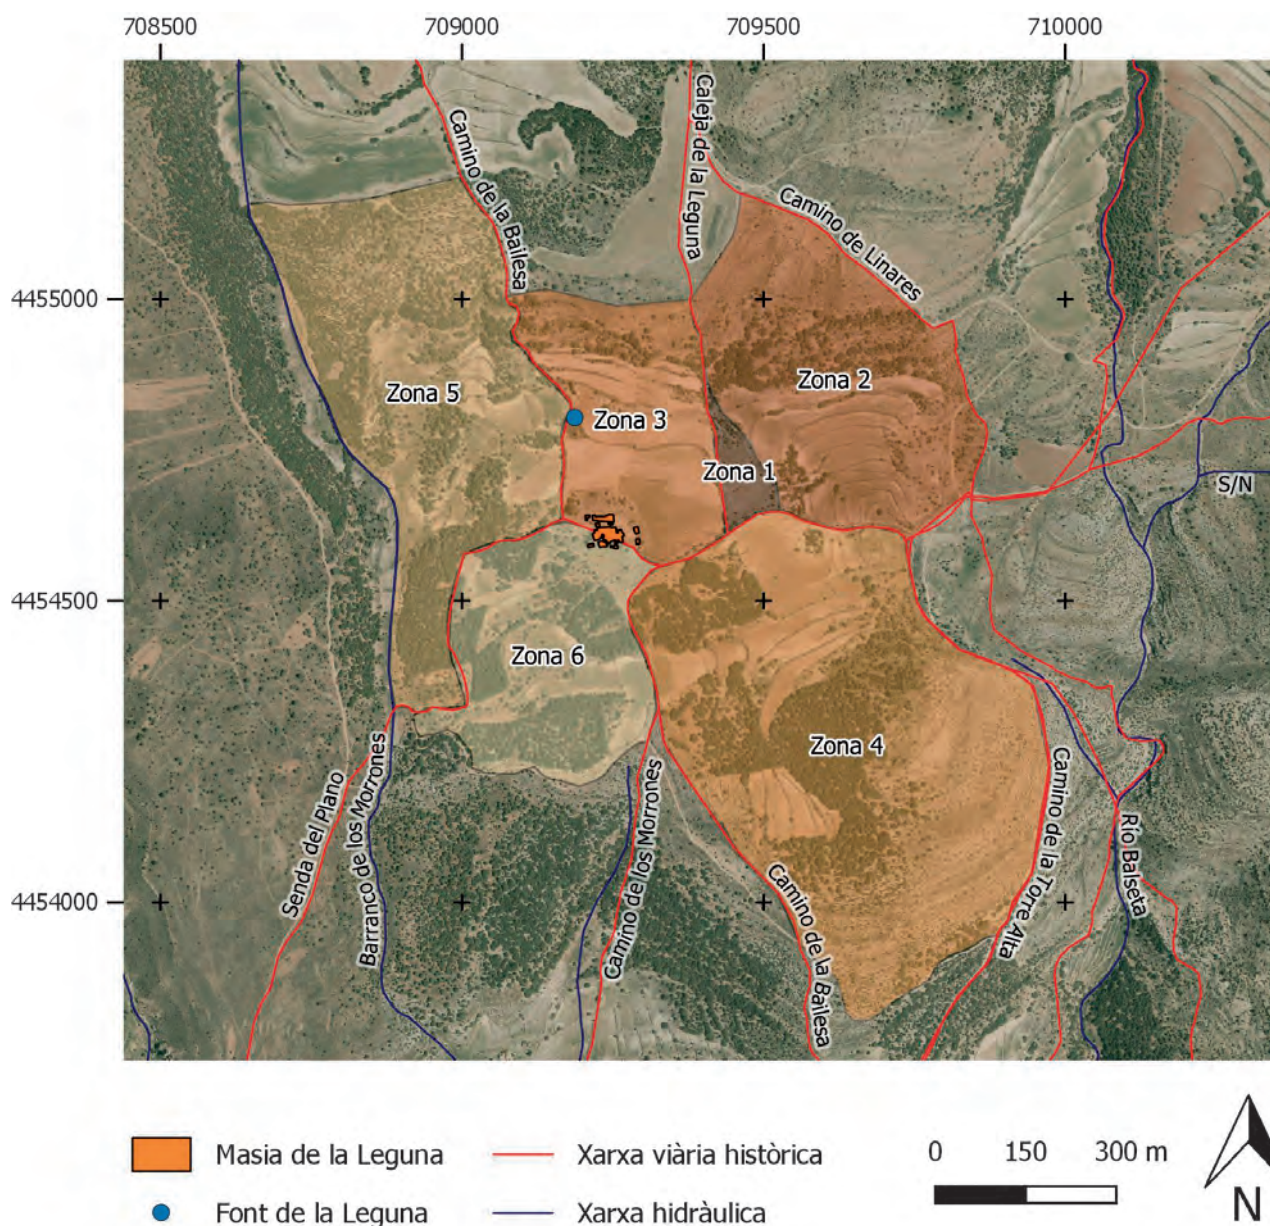 708500 709000 709500 710000
Camino de la Bailesa
Caleja de la Leguna
Camino de Linares
4455000
Zona 5
Zona 2
Zona 3
Zona 1
S/N
4454500
Zona 6
Zona 4
Senda del Plano
Barranco de los Morrones
Camino de los Morrones
Camino de la Bailesa
Camino de la Torre Alta
Río Balseta
4454000
Masia de la Leguna
Xarxa viària històrica
0 150 300 m
Font de la Leguna
Xarxa hidràulica
N